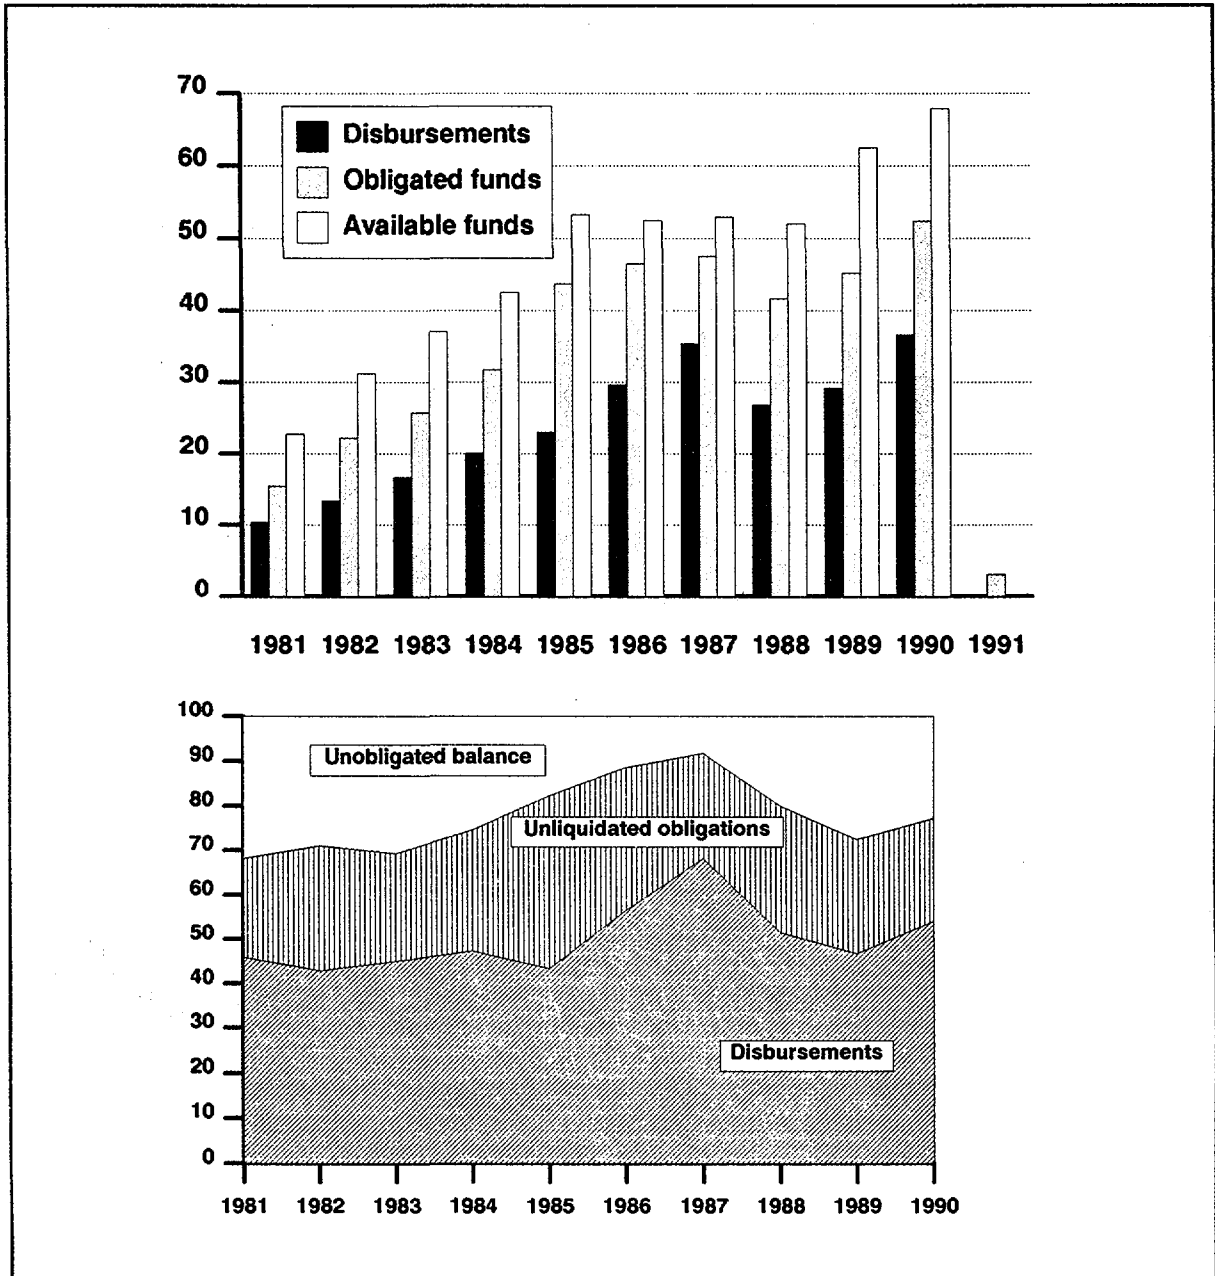 70
60
50
40
30
20
10
0
Disbursements
Obligated funds
Available funds
1981 1982 1983 1984 1985 1986 1987 1988 1989 1990 1991
100
90
80
70
60
50
40
30
20
10
0
Unobligated balance
Unliquidated obligations
Disbursements
1981 1982 1983 1984 1985 1986 1987 1988 1989 1990